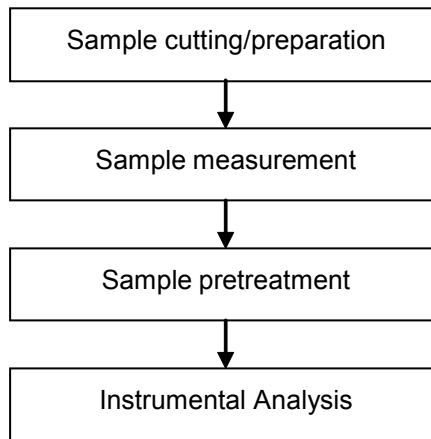 Sample cutting/preparation
Sample measurement
Sample pretreatment
Instrumental Analysis